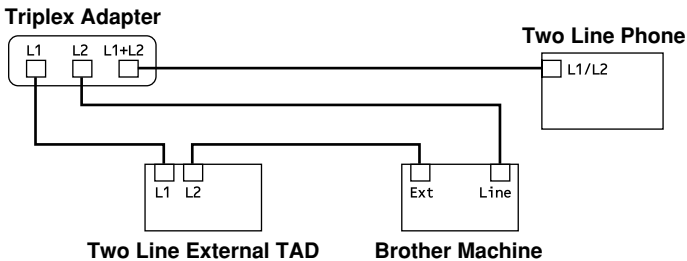 Triplex Adapter
L1 L2 L1+L2
Two Line Phone
L1/L2
L1 L2
Ext Line
Two Line External TAD
Brother Machine